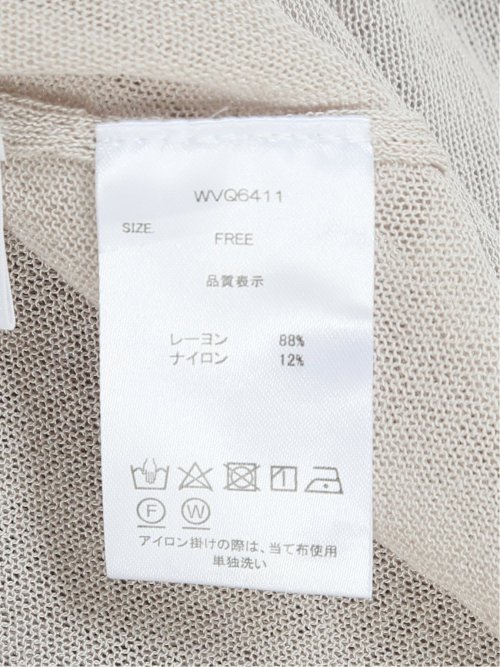 WVQ6411
SIZE. FREE
品質表示
レーヨン 88%
ナイロン 12%
F W
アイロン掛けの際は、当て布使用
単独洗い